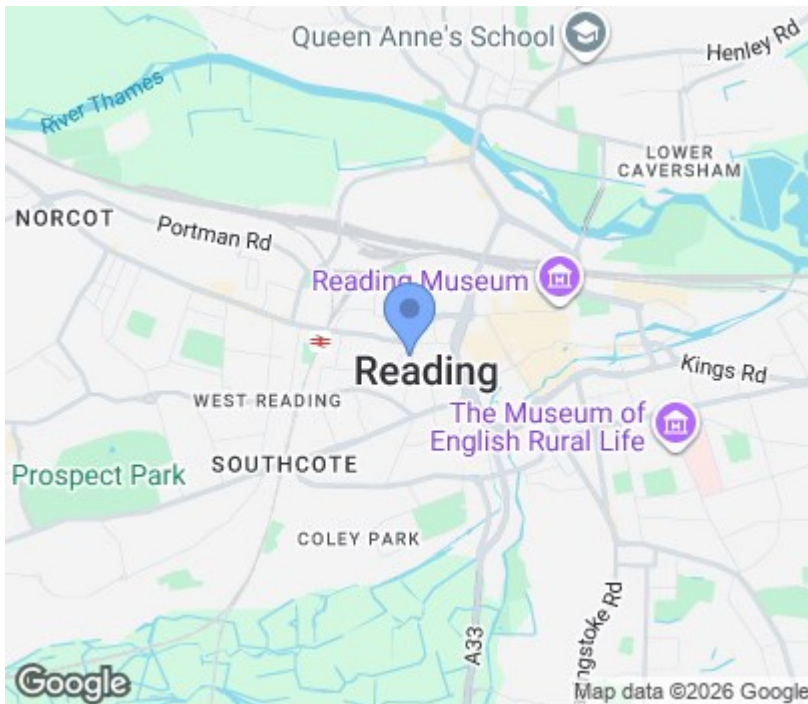 Queen Anne's School
Henley Rd
River Thames
LOWER
CAVERSHAM
NORCOT
Portman Rd
Reading Museum
Reading
Kings Rd
WEST READING
The Museum of
English Rural Life
SOUTHCOTE
Prospect Park
COLEY PARK
A33
ngstoke Rd
Google
Map data ©2026 Google